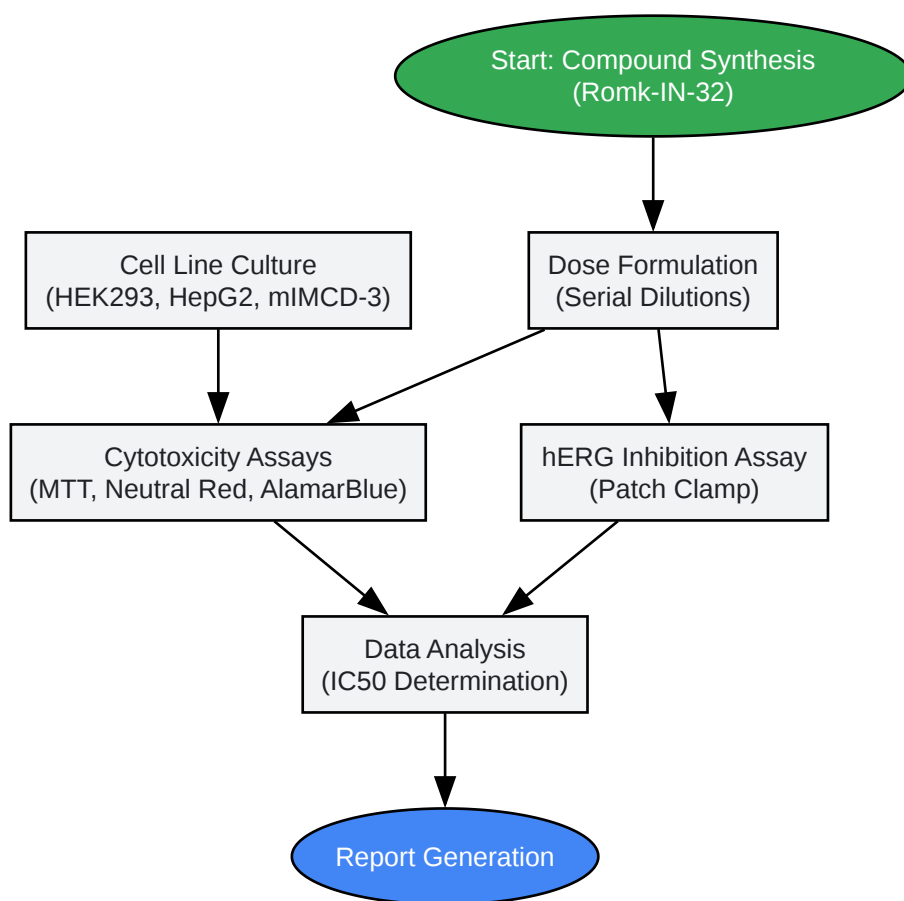 Start: Compound Synthesis
(Romk-IN-32)
Cell Line Culture
(HEK293, HepG2, mIMCD-3)
Dose Formulation
(Serial Dilutions)
Cytotoxicity Assays
(MTT, Neutral Red, AlamarBlue)
hERG Inhibition Assay
(Patch Clamp)
Data Analysis
(IC50 Determination)
Report Generation